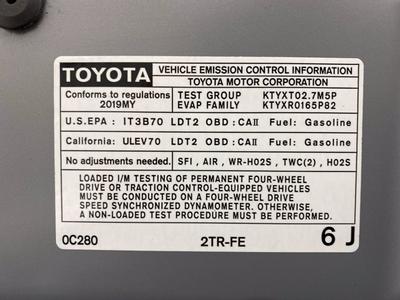 TOYOTA
VEHICLE EMISSION CONTROL INFORMATION
TOYOTA MOTOR CORPORATION
Conforms to regulations
2019MY
TEST GROUP KTYXT02.7M5P
EVAP FAMILY KTYXR0165P82
U.S.EPA : IT3B70 LDT2 OBD : CAII Fuel: Gasoline
California: ULEV70 LDT2 OBD : CAII Fuel: Gasoline
No adjustments needed. SFI , AIR , WR-HO2S , TWC(2) , HO2S
LOADED I/M TESTING OF PERMANENT FOUR-WHEEL
DRIVE OR TRACTION CONTROL-EQUIPPED VEHICLES
MUST BE CONDUCTED ON A FOUR-WHEEL DRIVE
SPEED SYNCHRONIZED DYNAMOMETER. OTHERWISE,
A NON-LOADED TEST PROCEDURE MUST BE PERFORMED.
0C280 2TR-FE 6 J